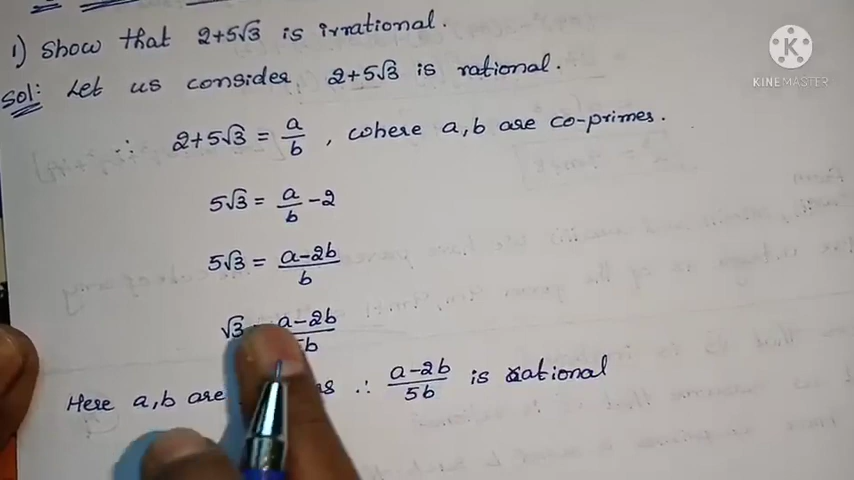 1) Show that 2+5√3 is irrational.
Sol: Let us consider 2+5√3 is rational.
∴ 2+5√3 = a/b , where a,b are co-primes.
5√3 = a/b -2
5√3 = a-2b/b
√3 = a-2b/5b
Here a,b are ∴ a-2b/5b is rational
K
KINEMASTER